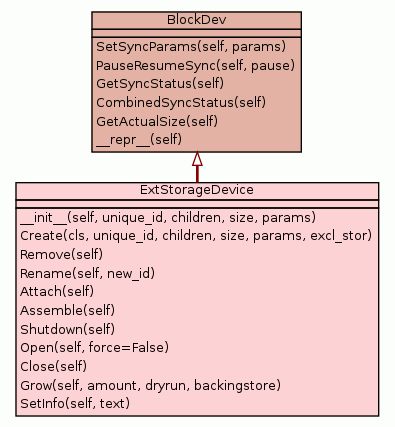 BlockDev
SetSyncParams(self, params)
PauseResumeSync(self, pause)
GetSyncStatus(self)
CombinedSyncStatus(self)
GetActualSize(self)
__repr__(self)
ExtStorageDevice
__init__(self, unique_id, children, size, params)
Create(cls, unique_id, children, size, params, excl_stor)
Remove(self)
Rename(self, new_id)
Attach(self)
Assemble(self)
Shutdown(self)
Open(self, force=False)
Close(self)
Grow(self, amount, dryrun, backingstore)
SetInfo(self, text)